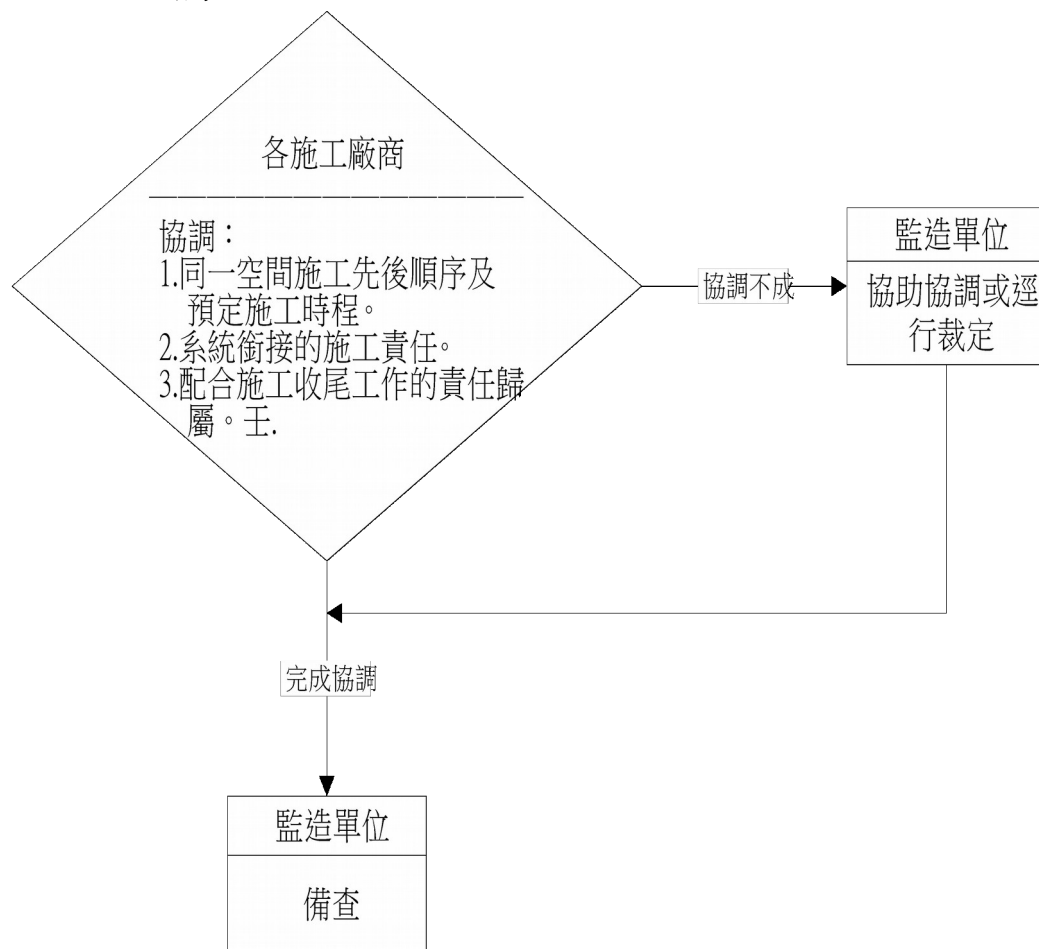 各施工廠商
協調：
1.同一空間施工先後順序及
預定施工時程。
2.系統銜接的施工責任。
3.配合施工收尾工作的責任歸
屬。王.
協調不成
監造單位
協助協調或逕
行裁定
完成協調
監造單位
備查